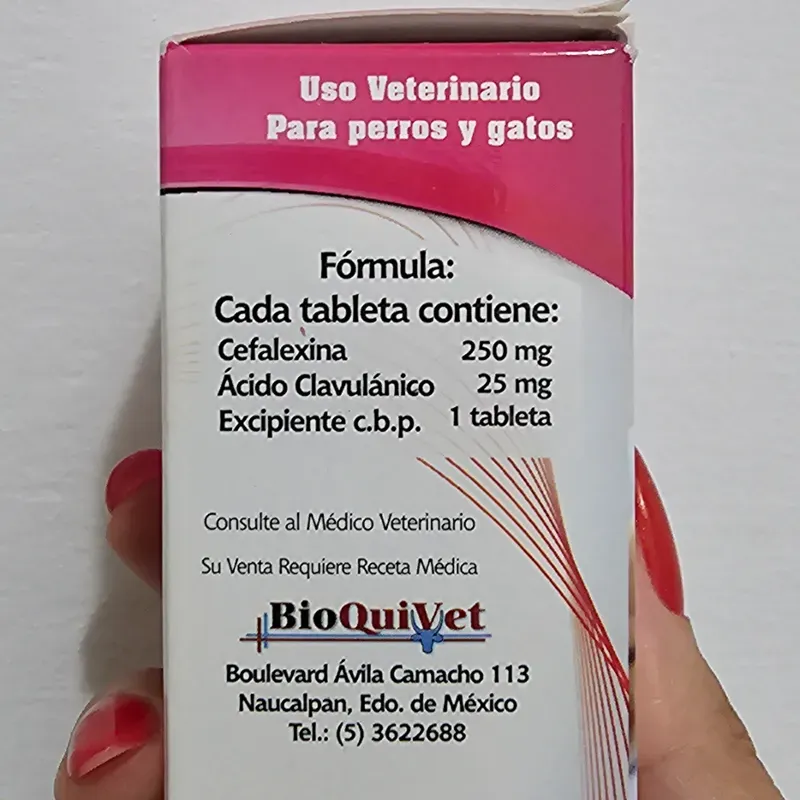 Uso Veterinario
Para perros y gatos
Fórmula:
Cada tableta contiene:
Cefalexina 250 mg
Ácido Clavulánico 25 mg
Excipiente c.b.p. 1 tableta
Consulte al Médico Veterinario
Su Venta Requiere Receta Médica
BioQuiVet
Boulevard Ávila Camacho 113
Naucalpan, Edo. de México
Tel.: (5) 3622688